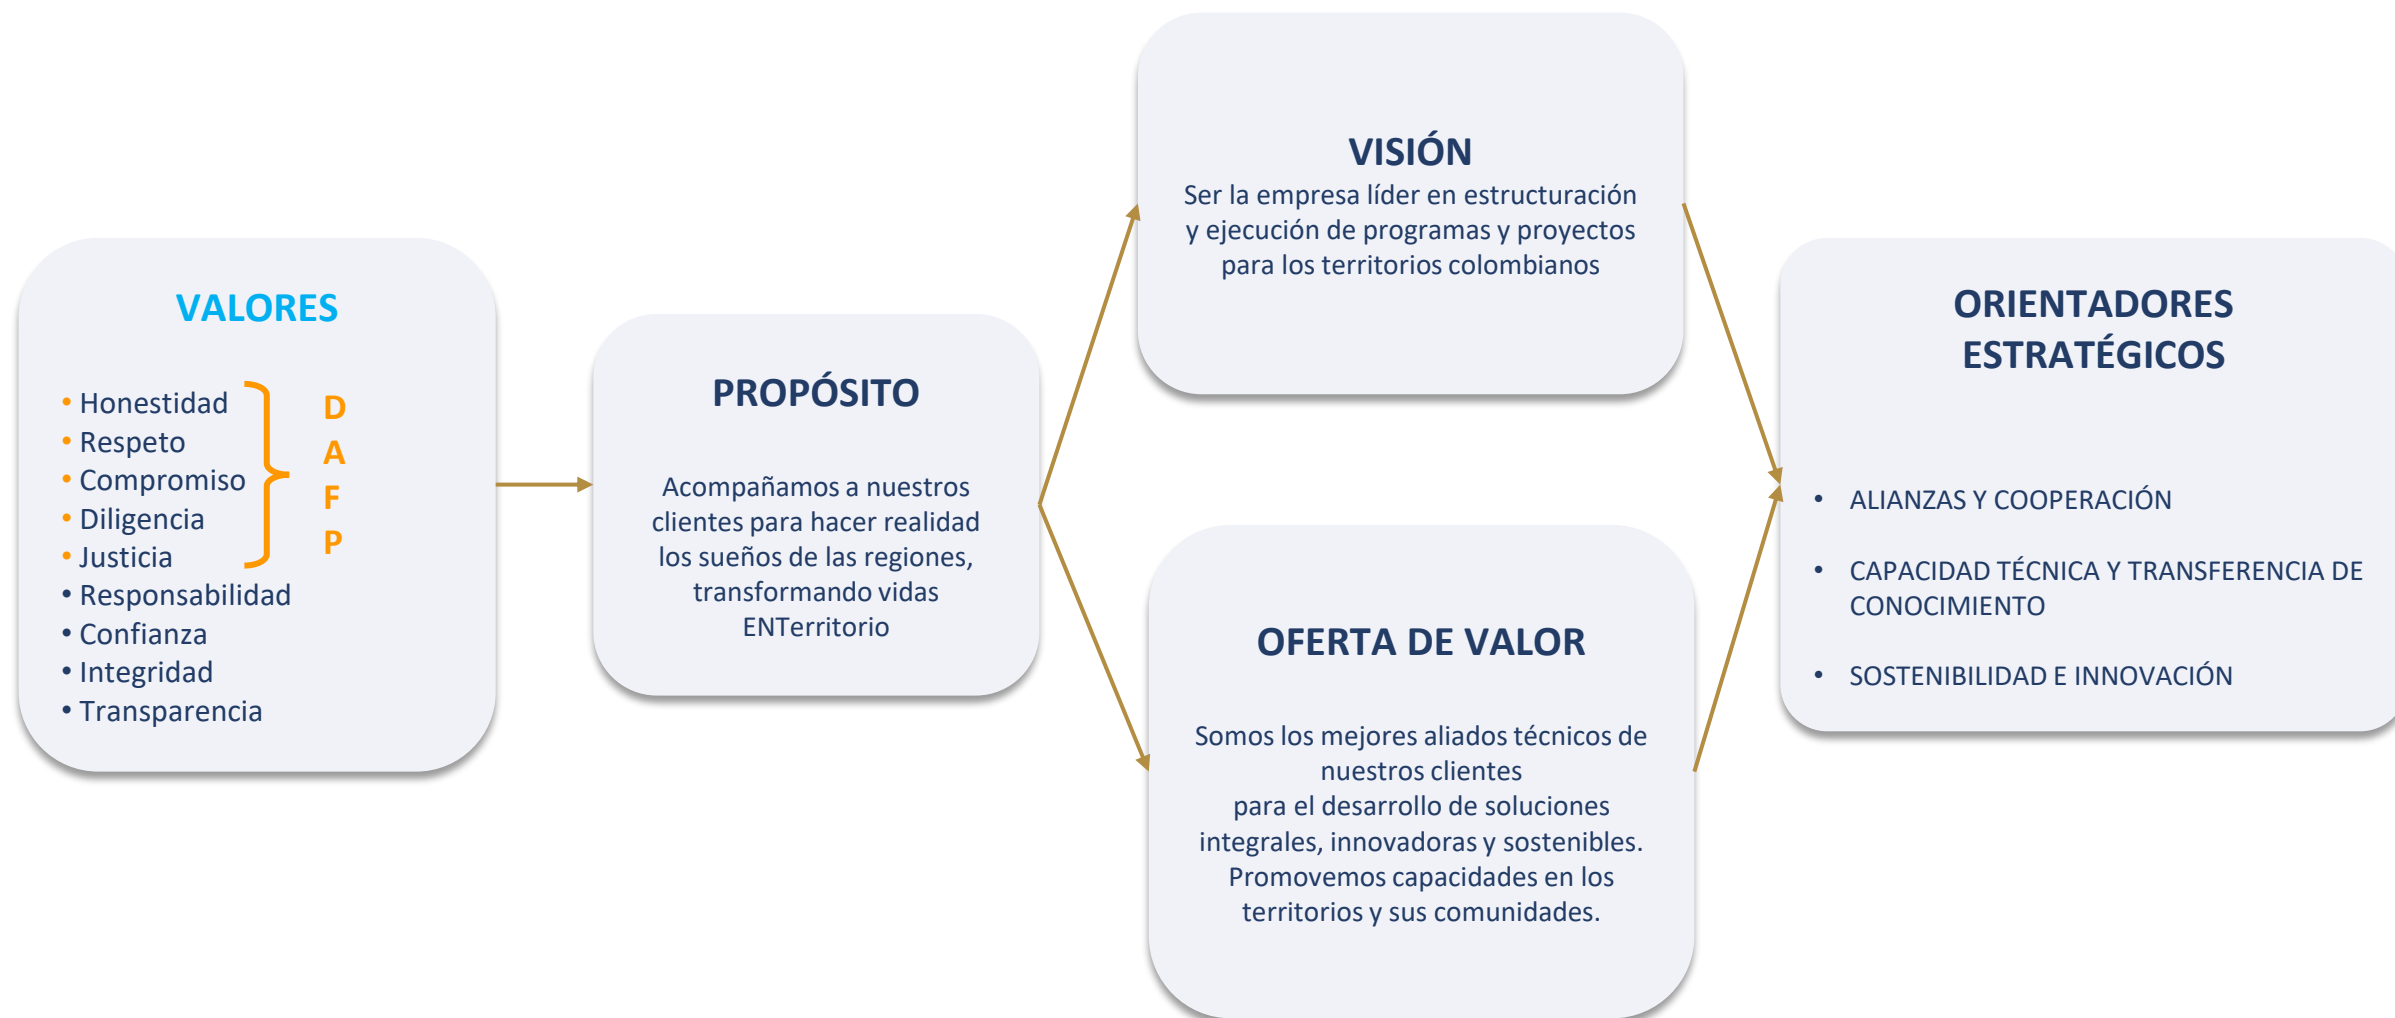 VALORES
• Honestidad
• Respeto
• Compromiso
• Diligencia
• Justicia
• Responsabilidad
• Confianza
• Integridad
• Transparencia
D
A
F
P
PROPÓSITO
Acompañamos a nuestros
clientes para hacer realidad
los sueños de las regiones,
transformando vidas
ENTerritorio
VISIÓN
Ser la empresa líder en estructuración
y ejecución de programas y proyectos
para los territorios colombianos
OFERTA DE VALOR
Somos los mejores aliados técnicos de
nuestros clientes
para el desarrollo de soluciones
integrales, innovadoras y sostenibles.
Promovemos capacidades en los
territorios y sus comunidades.
ORIENTADORES
ESTRATÉGICOS
• ALIANZAS Y COOPERACIÓN
• CAPACIDAD TÉCNICA Y TRANSFERENCIA DE
CONOCIMIENTO
• SOSTENIBILIDAD E INNOVACIÓN